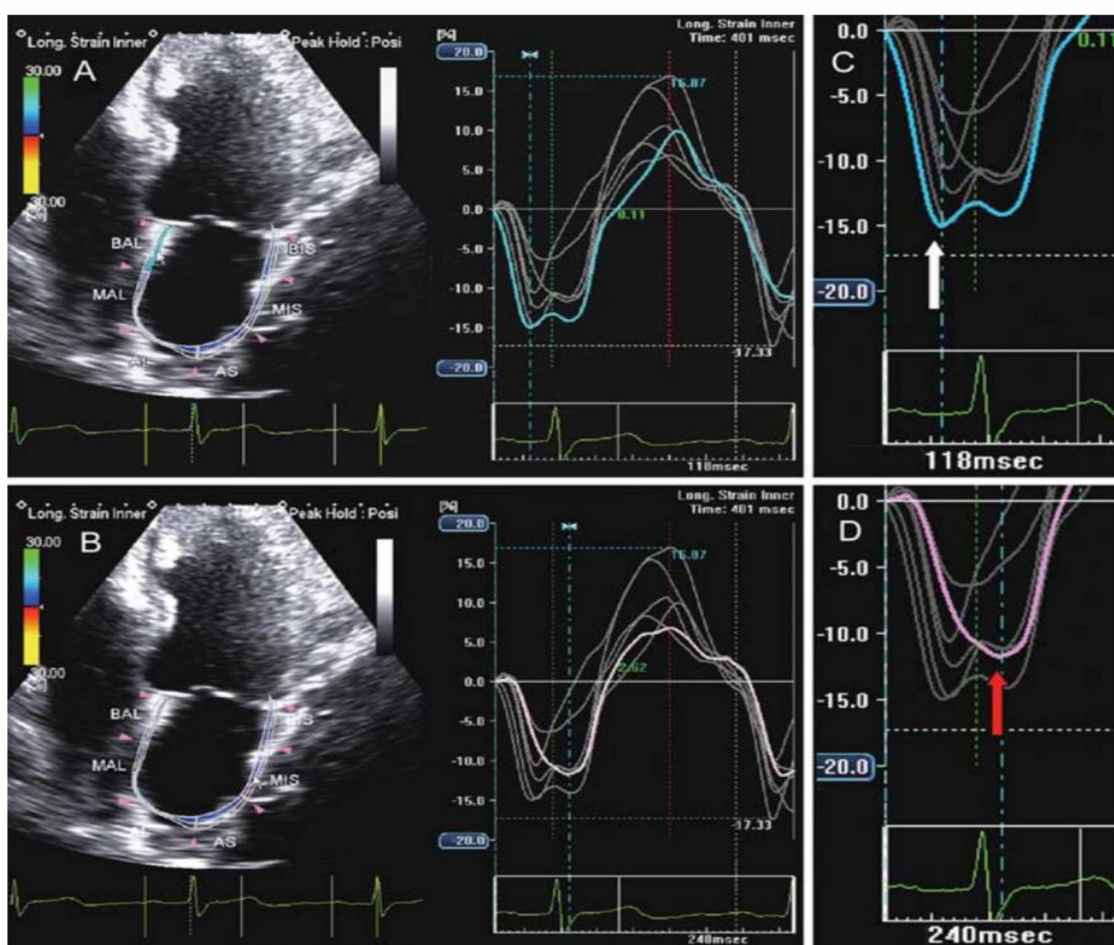 Long. Strain Inner
A
Peak Hold : Posi
30.00
30.00
BAL
BIS
MAL
MIS
AS
[%]
Long. Strain Inner
Time: 401 msec
20.0
15.0
16.87
10.0
5.0
0.0
0.11
-5.0
-10.0
-15.0
-17.33
-20.0
118msec
C
0.0
0.11
-5.0
-10.0
-15.0
-20.0
118msec
Long. Strain Inner
B
Peak Hold : Posi
30.00
30.00
BAL
BIS
MAL
MIS
AS
[%]
Long. Strain Inner
Time: 401 msec
20.0
15.0
16.87
10.0
5.0
2.62
0.0
-5.0
-10.0
-15.0
-17.33
-20.0
240msec
D
0.0
-5.0
-10.0
-15.0
-20.0
240msec